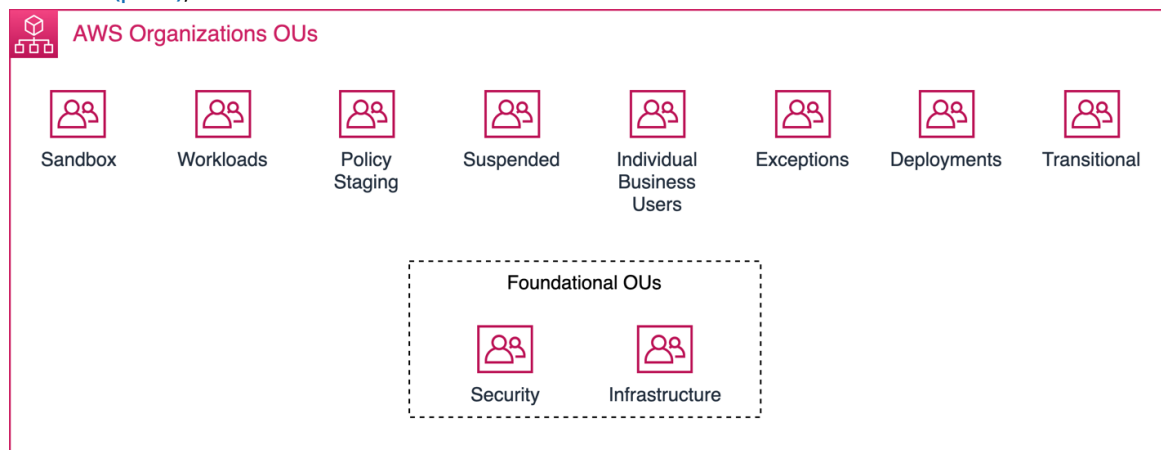 AWS Organizations OUs
Sandbox
Workloads
Policy
Staging
Suspended
Individual
Business
Users
Exceptions
Deployments
Transitional
Foundational OUs
Security
Infrastructure